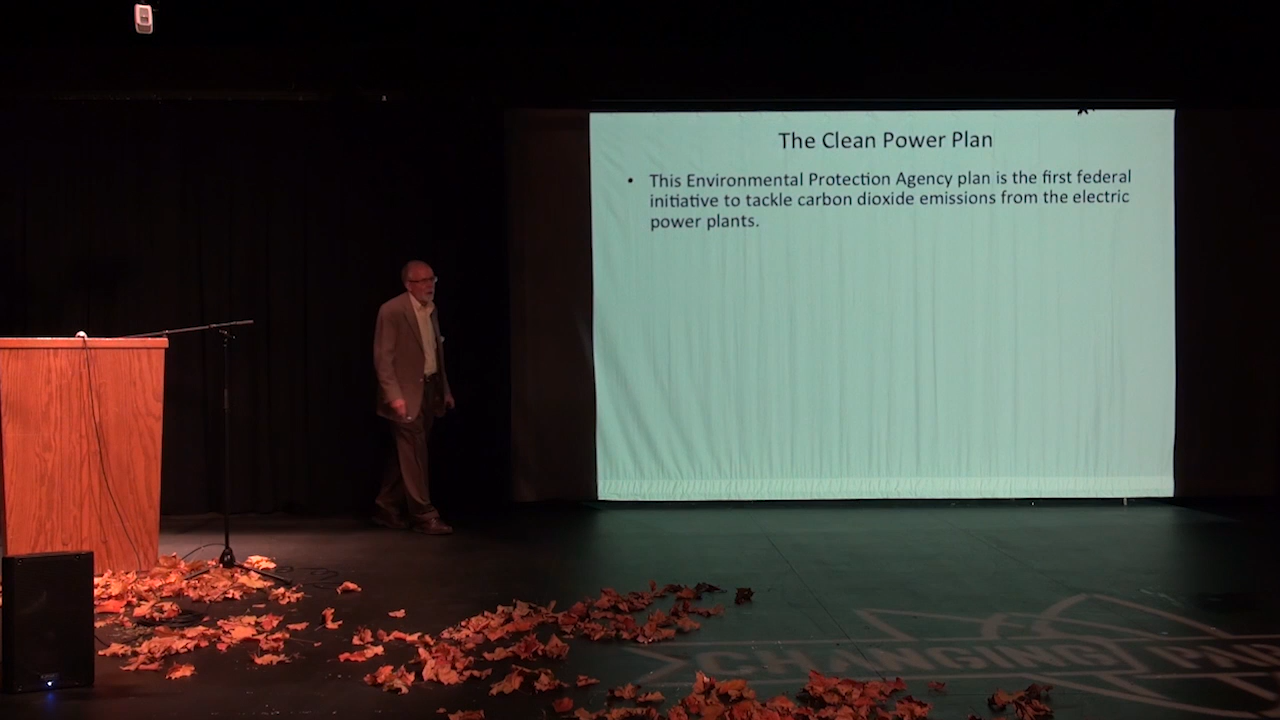 The Clean Power Plan
• This Environmental Protection Agency plan is the first federal
initiative to tackle carbon dioxide emissions from the electric
power plants.
CHANGING